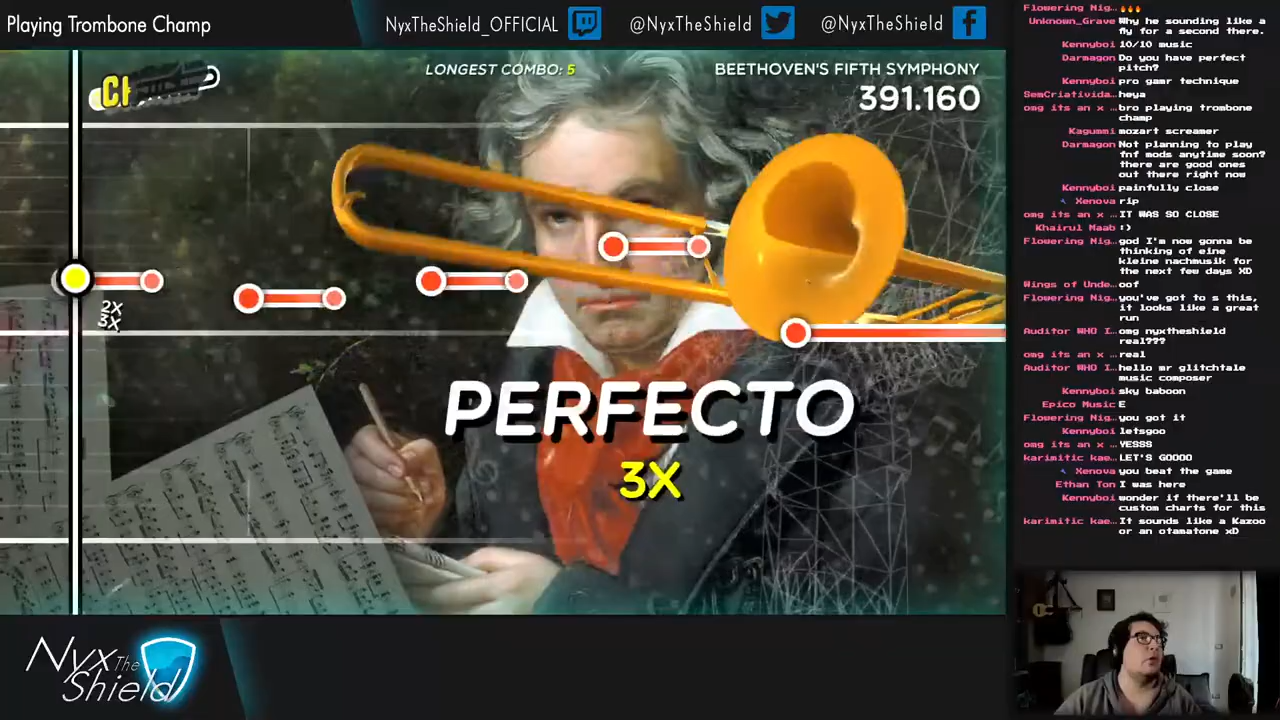 Playing Trombone Champ
NyxTheShield_OFFICIAL
@NyxTheShield
@NyxTheShield
LONGEST COMBO: 5
BEETHOVEN'S FIFTH SYMPHONY
391.160
2X
3X
PERFECTO
3X
Nyx The Shield
Flowering Nig…
Unknown_Grave Why he sounding like a
fly for a second there.
Kennyboi 10/10 music
Darmagon Do you have perfect
pitch?
Kennyboi pro gamr technique
SemCriativida… heya
omg its an x … bro playing trombone
champ
Kagummi mozart screamer
Darmagon Not planning to play
fnf mods anytime soon?
there are good ones
out there right now
Kennyboi painfully close
Xenova rip
omg its an x … IT WAS SO CLOSE
Khairul Naab :)
Flowering Nig… god I'm now gonna be
thinking of eine
kleine nachmusik for
the next few days XD
Wings of Unde… oof
Flowering Nig… you've got to s this,
it looks like a great
run
Auditor WHO I… omg nyxtheshield
real???
omg its an x … real
Auditor WHO I… hello mr glitchtale
music composer
Kennyboi sky baboon
Epico Music E
Flowering Nig… you got it
Kennyboi letsgoo
omg its an x … YESSS
karimitic kae… LET'S GOOOO
Xenova you beat the game
Ethan Ton I was here
Kennyboi wonder if there'll be
custom charts for this
karimitic kae… It sounds like a Kazoo
or an otamatone xD